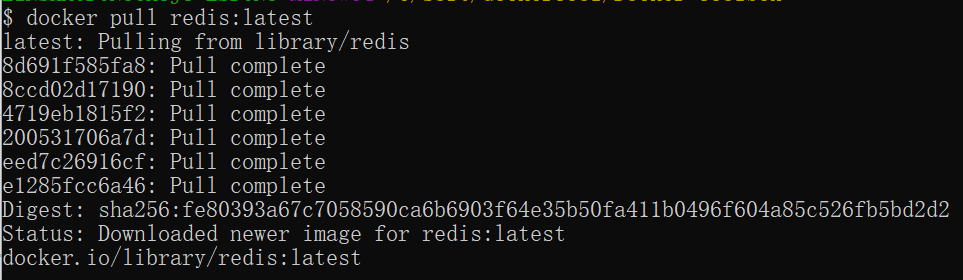 $ docker pull redis:latest
latest: Pulling from library/redis
8d691f585fa8: Pull complete
8ccd02d17190: Pull complete
4719eb1815f2: Pull complete
200531706a7d: Pull complete
eed7c26916cf: Pull complete
e1285fcc6a46: Pull complete
Digest: sha256:fe80393a67c7058590ca6b6903f64e35b50fa411b0496f604a85c526fb5bd2d2
Status: Downloaded newer image for redis:latest
docker.io/library/redis:latest